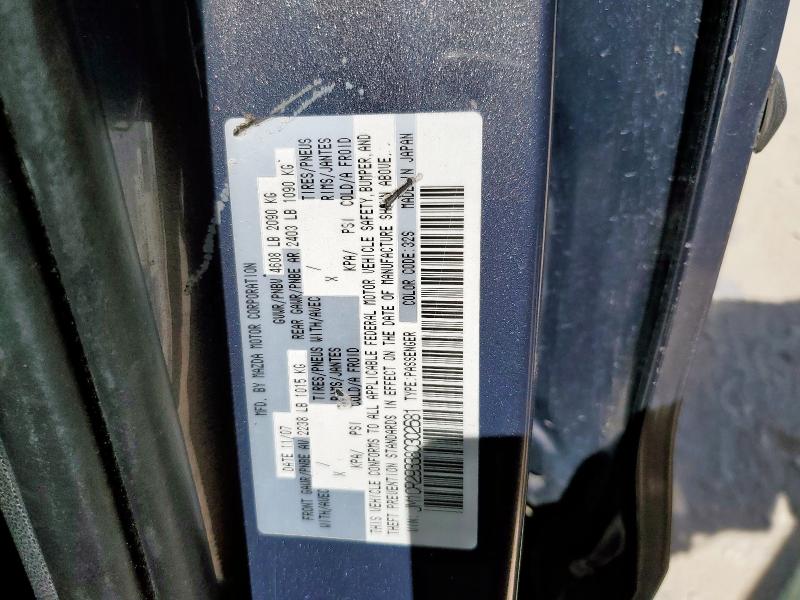 MFD. BY MAZDA MOTOR CORPORATION
DATE 11/07 GVWR/PNBV 4608 LB 2090 KG
FRONT GAWR/PNBE AV 2238 LB 1015 KG REAR GAWR/PNBE AR 2403 LB 1090 KG
WITH/AVEC TIRES/PNEUS WITH/AVEC TIRES/PNEUS
X / RIMS/JANTES X / RIMS/JANTES
KPA/ PSI COLD/A FROID KPA/ PSI COLD/A FROID
THIS VEHICLE CONFORMS TO ALL APPLICABLE FEDERAL MOTOR VEHICLE SAFETY, BUMPER, AND
THEFT PREVENTION STANDARDS IN EFFECT ON THE DATE OF MANUFACTURE SHOWN ABOVE.
TYPE:PASSENGER COLOR CODE:32S MADE IN JAPAN